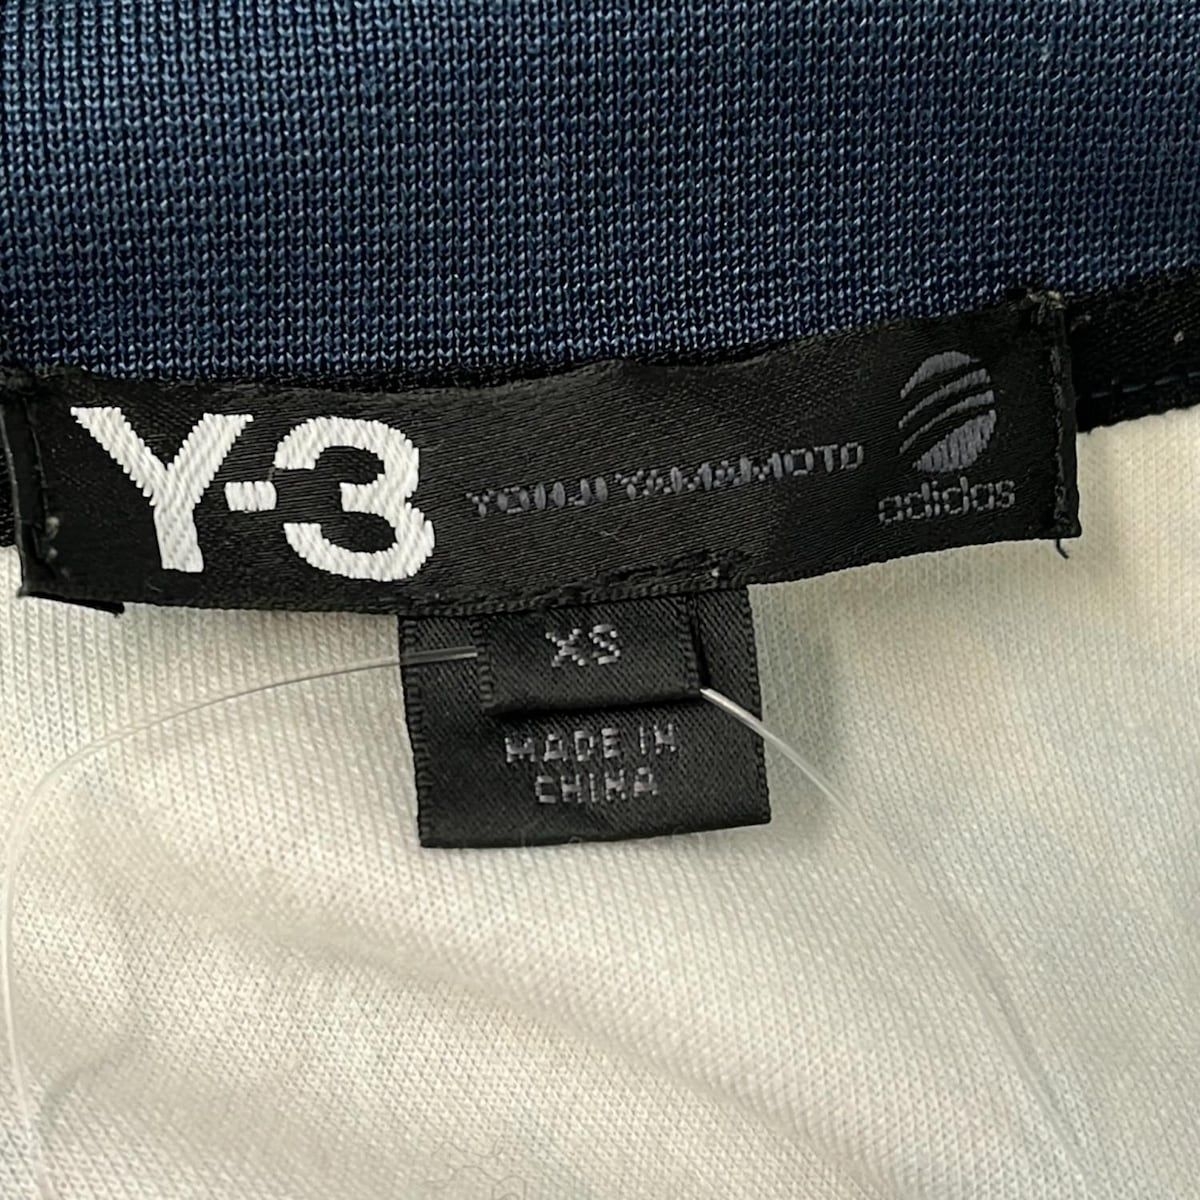 Y-3
YOHJI YAMAMOTO
adidas
XS
MADE IN
CHINA